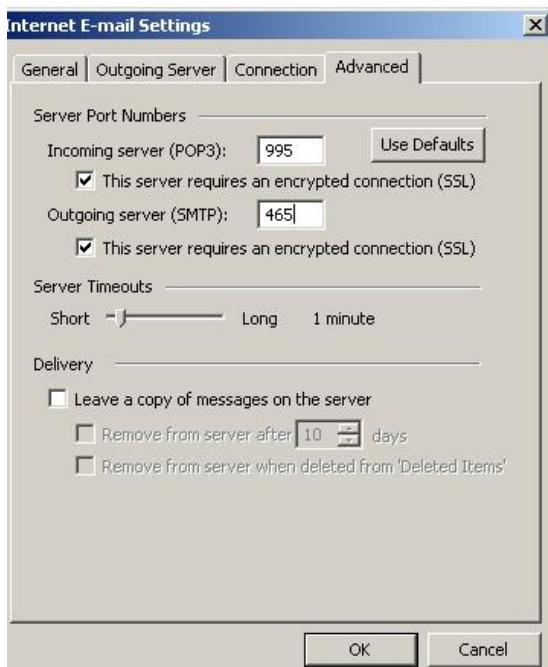 Internet E-mail Settings
General Outgoing Server Connection Advanced
Server Port Numbers
Incoming server (POP3): 995 Use Defaults
This server requires an encrypted connection (SSL)
Outgoing server (SMTP): 465
This server requires an encrypted connection (SSL)
Server Timeouts
Short Long 1 minute
Delivery
Leave a copy of messages on the server
Remove from server after 10 days
Remove from server when deleted from 'Deleted Items'
OK Cancel